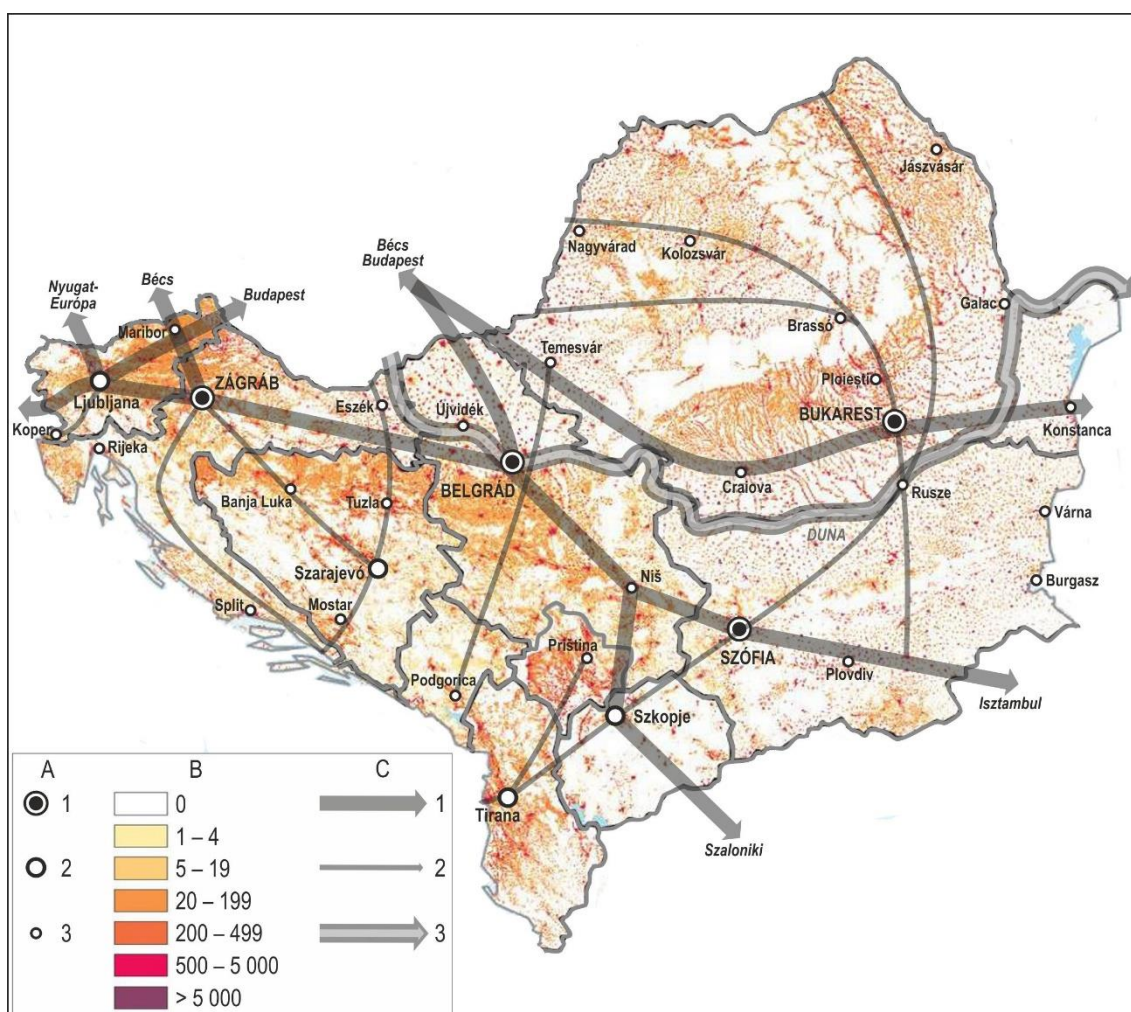 Jászvásár
Nagyvárad
Kolozsvár
Bécs
Budapest
Nyugat-
Európa
Bécs
Budapest
Galac
Maribor
Brassó
Temesvár
Ploiesti
ZÁGRÁB
Ljubljana
BUKAREST
Eszék
Újvidék
Konstanca
Koper
Rijeka
BELGRÁD
Craiova
Rusze
Banja Luka
Tuzla
Várna
DUNA
Szarajevó
Niš
Burgasz
Split
Mostar
SZÓFIA
Priština
Plovdiv
Podgorica
Isztambul
Szkopje
Tirana
Szaloniki
A B C
1 0 1
1 – 4
2 5 – 19 2
20 – 199
3 200 – 499 3
500 – 5 000
> 5 000